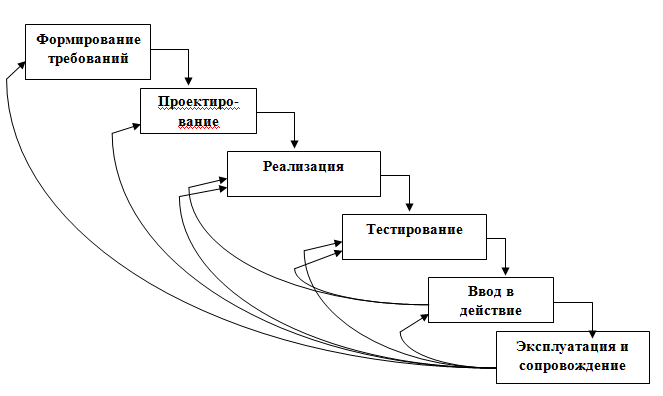 Формирование
требований
Проектиро-
вание
Реализация
Тестирование
Ввод в
действие
Эксплуатация и
сопровождение